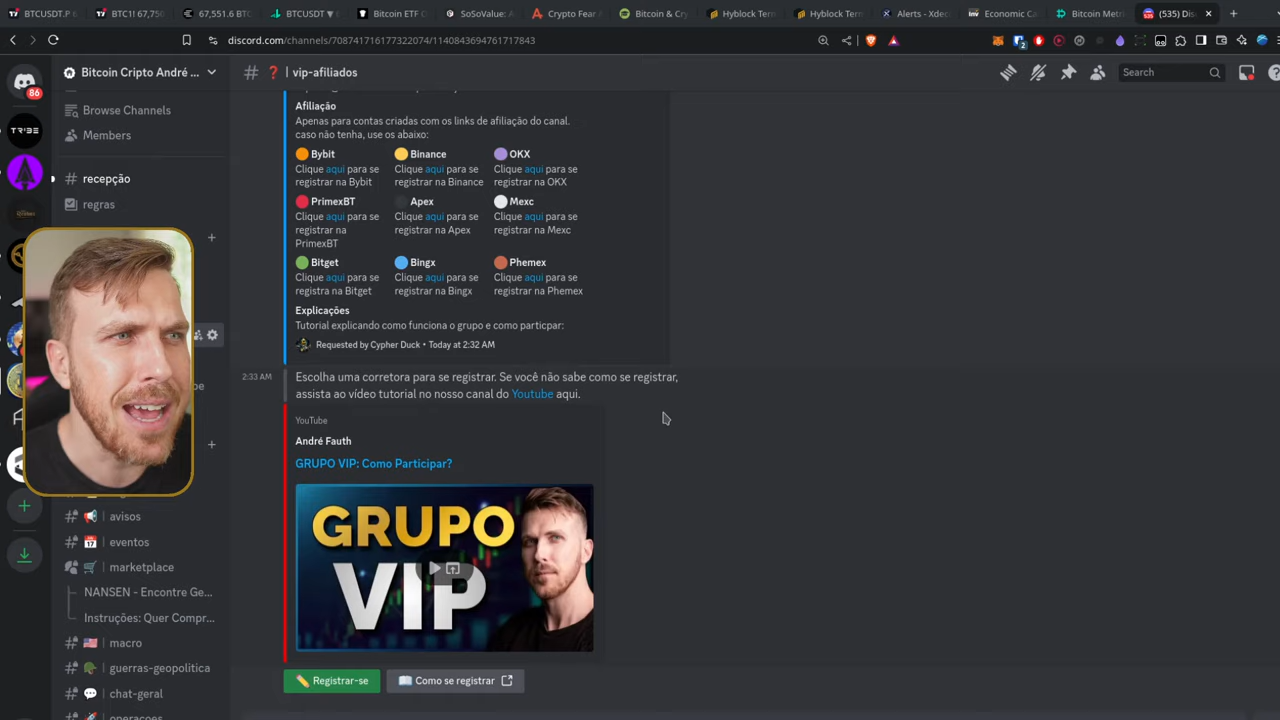 BTCUSDT.P
BTC1! 67,750
67,551.6 BTC
BTCUSDT
Bitcoin ETF
SoSoValue:
Crypto Fear
Bitcoin & Cry
Hyblock Term
Hyblock Term
Alerts - Xdec
Economic Ca
Bitcoin Metri
(535) Dis
discord.com/channels/708741716177322074/1140843694761717843
Bitcoin Cripto André ...
# ❓ | vip-afiliados
Search
86
TRIBE
Browse Channels
Members
# recepção
regras
avisos
eventos
marketplace
NANSEN - Encontre Ge...
Instruções: Quer Compr...
macro
guerras-geopolitica
chat-geral
operacoes
Afiliação
Apenas para contas criadas com os links de afiliação do canal.
caso não tenha, use os abaixo:
Bybit Binance OKX
Clique aqui para se Clique aqui para se Clique aqui para se
registrar na Bybit registrar na Binance registrar na OKX
PrimexBT Apex Mexc
Clique aqui para se Clique aqui para se Clique aqui para se
registrar na registrar na Apex registrar na Mexc
PrimexBT
Bitget Bingx Phemex
Clique aqui para se Clique aqui para se Clique aqui para se
registra na Bitget registrar na Bingx registrar na Phemex
Explicações
Tutorial explicando como funciona o grupo e como particpar:
Requested by Cypher Duck • Today at 2:32 AM
2:33 AM
Escolha uma corretora para se registrar. Se você não sabe como se registrar,
assista ao vídeo tutorial no nosso canal do Youtube aqui.
YouTube
André Fauth
GRUPO VIP: Como Participar?
GRUPO
VIP
Registrar-se
Como se registrar